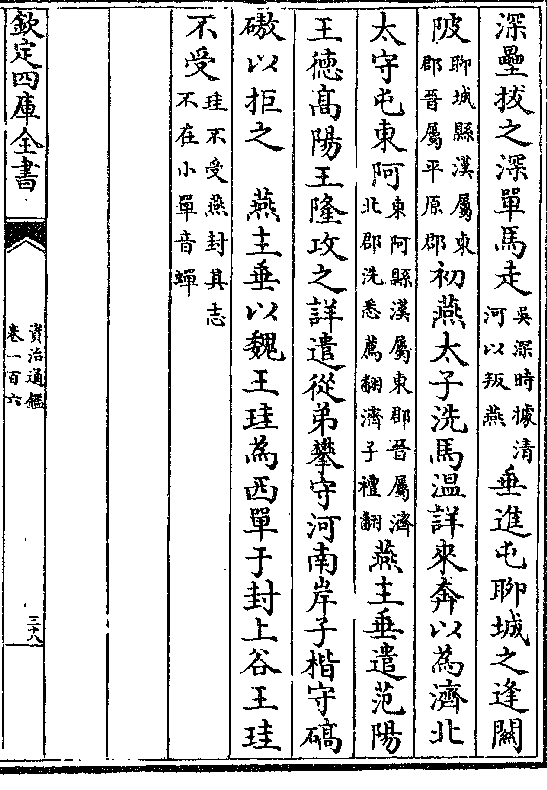 深壘拔之深單馬走吳深時據清河以叛燕垂進屯聊城之逢關
陂聊城縣漢屬東郡晉屬平原郡初燕太子洗馬溫詳來奔以為濟北
太守屯東阿東阿縣漢屬東郡晉屬濟北郡洗悉薦翻濟子禮翻燕主垂遣范陽
王德髙陽王隆攻之詳遣從弟攀守河南岸子楷守碻
磝以拒之　燕主垂以魏王珪為西單于封上谷王珪
不受珪不受燕封其志不在小單音蟬
欽定四庫全書
資治通鑑
卷一百六
三十八